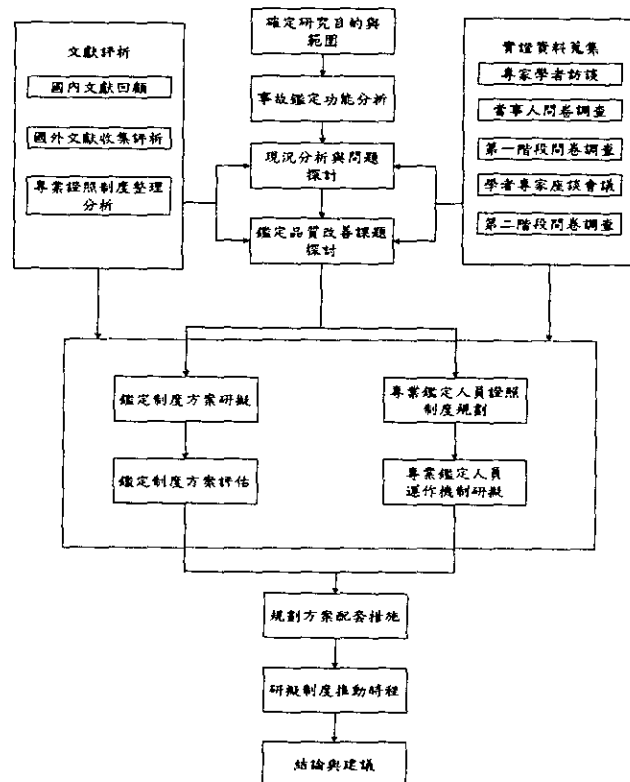 確定研究目的與
範圍
文獻評析
國內文獻回顧
國外文獻收集評析
專業證照制度整理
分析
事故鑑定功能分析
現況分析與問題
探討
鑑定品質改善課題
探討
實證資料蒐集
專家學者訪談
當事人問卷調查
第一階段問卷調查
學者專家座談會議
第二階段問卷調查
鑑定制度方案研擬
鑑定制度方案評估
專業鑑定人員證照
制度規劃
專業鑑定人員
運作機制研擬
規劃方案配套措施
研擬制度推動時程
結論與建議